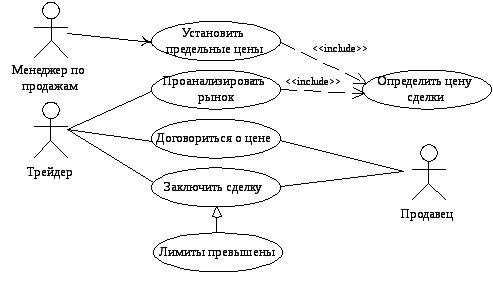 Установить
предельные цены
<<include>>
Менеджер по
продажам
Проанализировать
рынок
<<include>>
Определить цену
сделки
Договориться о цене
Трейдер
Заключить сделку
Продавец
Лимиты превышены